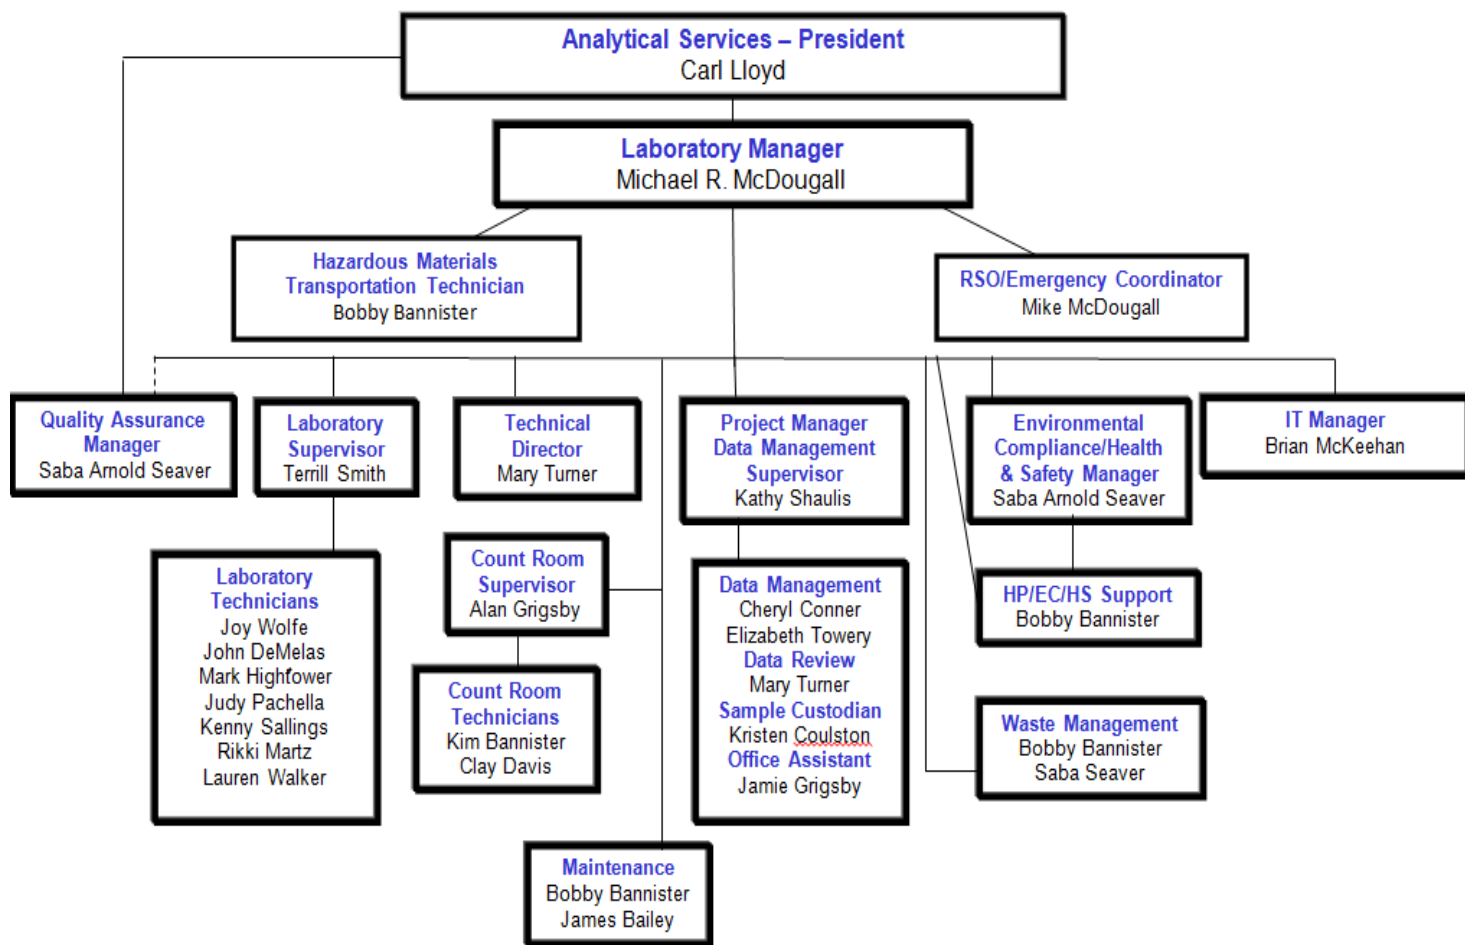 Analytical Services – President
Carl Lloyd
Laboratory Manager
Michael R. McDougall
Hazardous Materials
Transportation Technician
Bobby Bannister
RSO/Emergency Coordinator
Mike McDougall
Quality Assurance
Manager
Saba Arnold Seaver
Laboratory
Supervisor
Terrill Smith
Technical
Director
Mary Turner
Project Manager
Data Management
Supervisor
Kathy Shaulis
Environmental
Compliance/Health
& Safety Manager
Saba Arnold Seaver
IT Manager
Brian McKeehan
Laboratory
Technicians
Joy Wolfe
John DeMelas
Mark Hightower
Judy Pachella
Kenny Sallings
Rikki Martz
Lauren Walker
Count Room
Supervisor
Alan Grigsby
Count Room
Technicians
Kim Bannister
Clay Davis
Data Management
Cheryl Conner
Elizabeth Towery
Data Review
Mary Turner
Sample Custodian
Kristen Coulston
Office Assistant
Jamie Grigsby
HP/EC/HS Support
Bobby Bannister
Waste Management
Bobby Bannister
Saba Seaver
Maintenance
Bobby Bannister
James Bailey